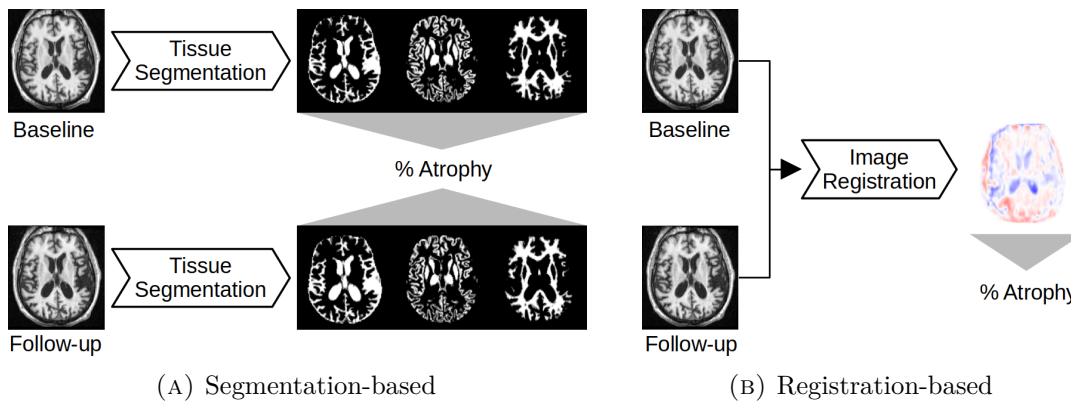 Tissue
Segmentation
Baseline
% Atrophy
Tissue
Segmentation
Follow-up
(A) Segmentation-based
Baseline
Image
Registration
% Atrophy
Follow-up
(B) Registration-based